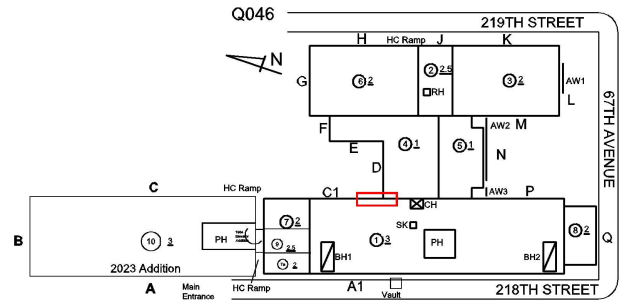 Q046
219TH STREET
H
HC Ramp
J
K
N
G
6 2
2 2.5
RH
3 2
AW1
L
67TH AVENUE
F
E
D
4 1
5 1
AW2
M
N
AW3
C
HC Ramp
C1
CH
P
B
10 3
PH
7 2
9 2.5
2
SK
1 3
PH
BH1
BH2
8 2
Q
2023 Addition
A
Main
Entrance
HC Ramp
A1
Vault
218TH STREET